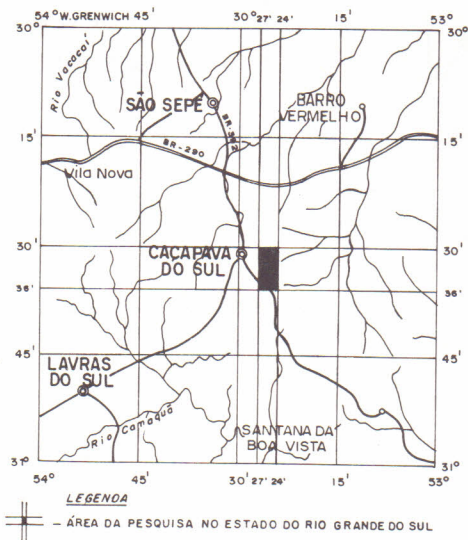 54° W.GRENWICH 45' 30' 27' 24' 15' 53°
30° 30°
Rio Vacacaí
SÃO SEPÉ
BR-392
BARRO
VERMELHO
15' 15'
BR-290
Vila Nova
30' 30'
CAÇAPAVA
DO SUL
36' 36'
45' 45'
LAVRAS
DO SUL
Rio Camaquã
SANTANA DA
BOA VISTA
31° 31°
54° 45' 30' 27' 24' 15' 53°
LEGENDA
– ÁREA DA PESQUISA NO ESTADO DO RIO GRANDE DO SUL